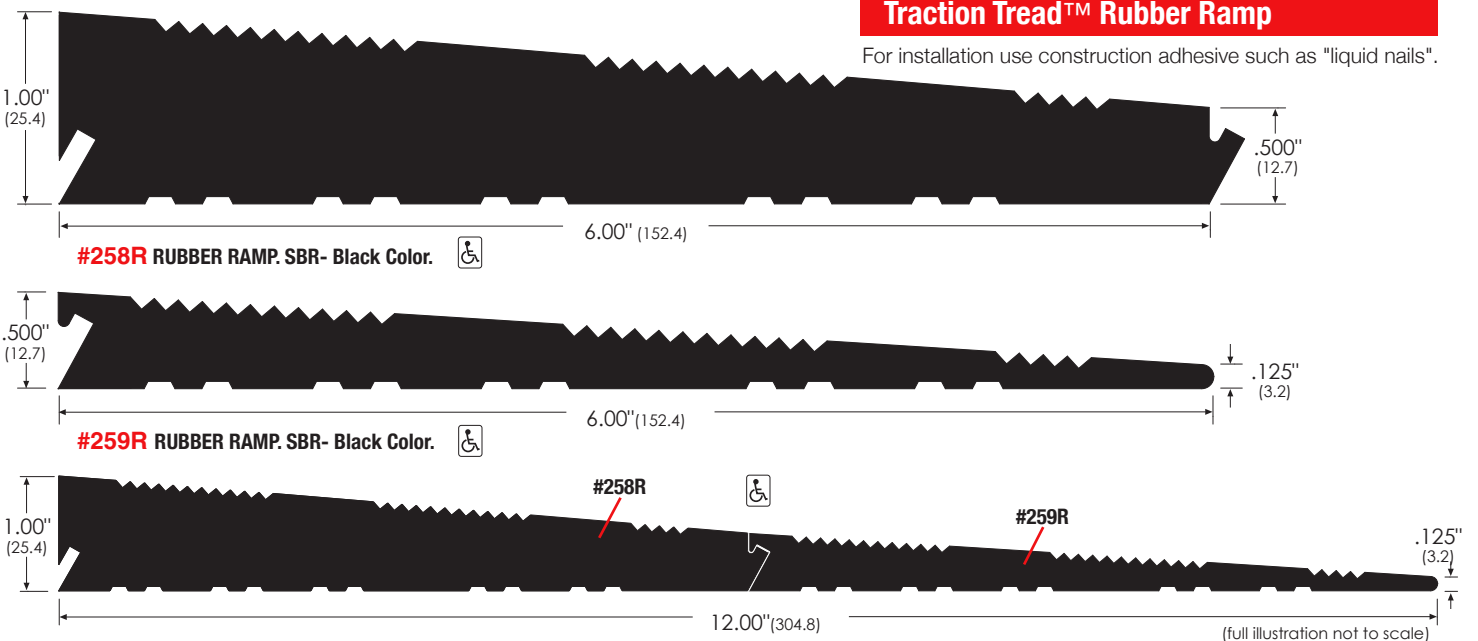 Traction Tread™ Rubber Ramp
For installation use construction adhesive such as "liquid nails".
1.00"
(25.4)
.500"
(12.7)
6.00" (152.4)
#258R RUBBER RAMP. SBR- Black Color.
.500"
(12.7)
.125"
(3.2)
6.00"(152.4)
#259R RUBBER RAMP. SBR- Black Color.
#258R
#259R
1.00"
(25.4)
.125"
(3.2)
12.00"(304.8)
(full illustration not to scale)